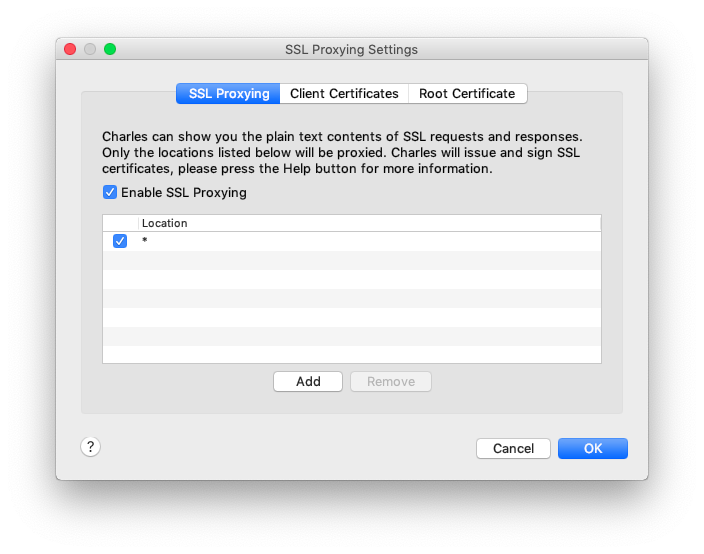 SSL Proxying Settings
SSL Proxying Client Certificates Root Certificate
Charles can show you the plain text contents of SSL requests and responses.
Only the locations listed below will be proxied. Charles will issue and sign SSL
certificates, please press the Help button for more information.
Enable SSL Proxying
Location
*
Add Remove
? Cancel OK